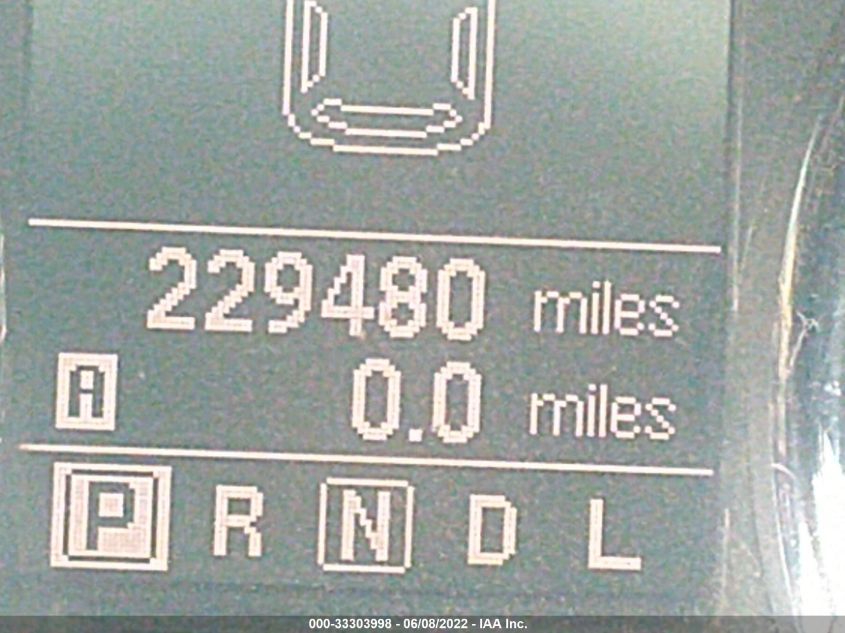 229480 miles
A 0.0 miles
P R N D L
000-33303998 - 06/08/2022 - IAA Inc.